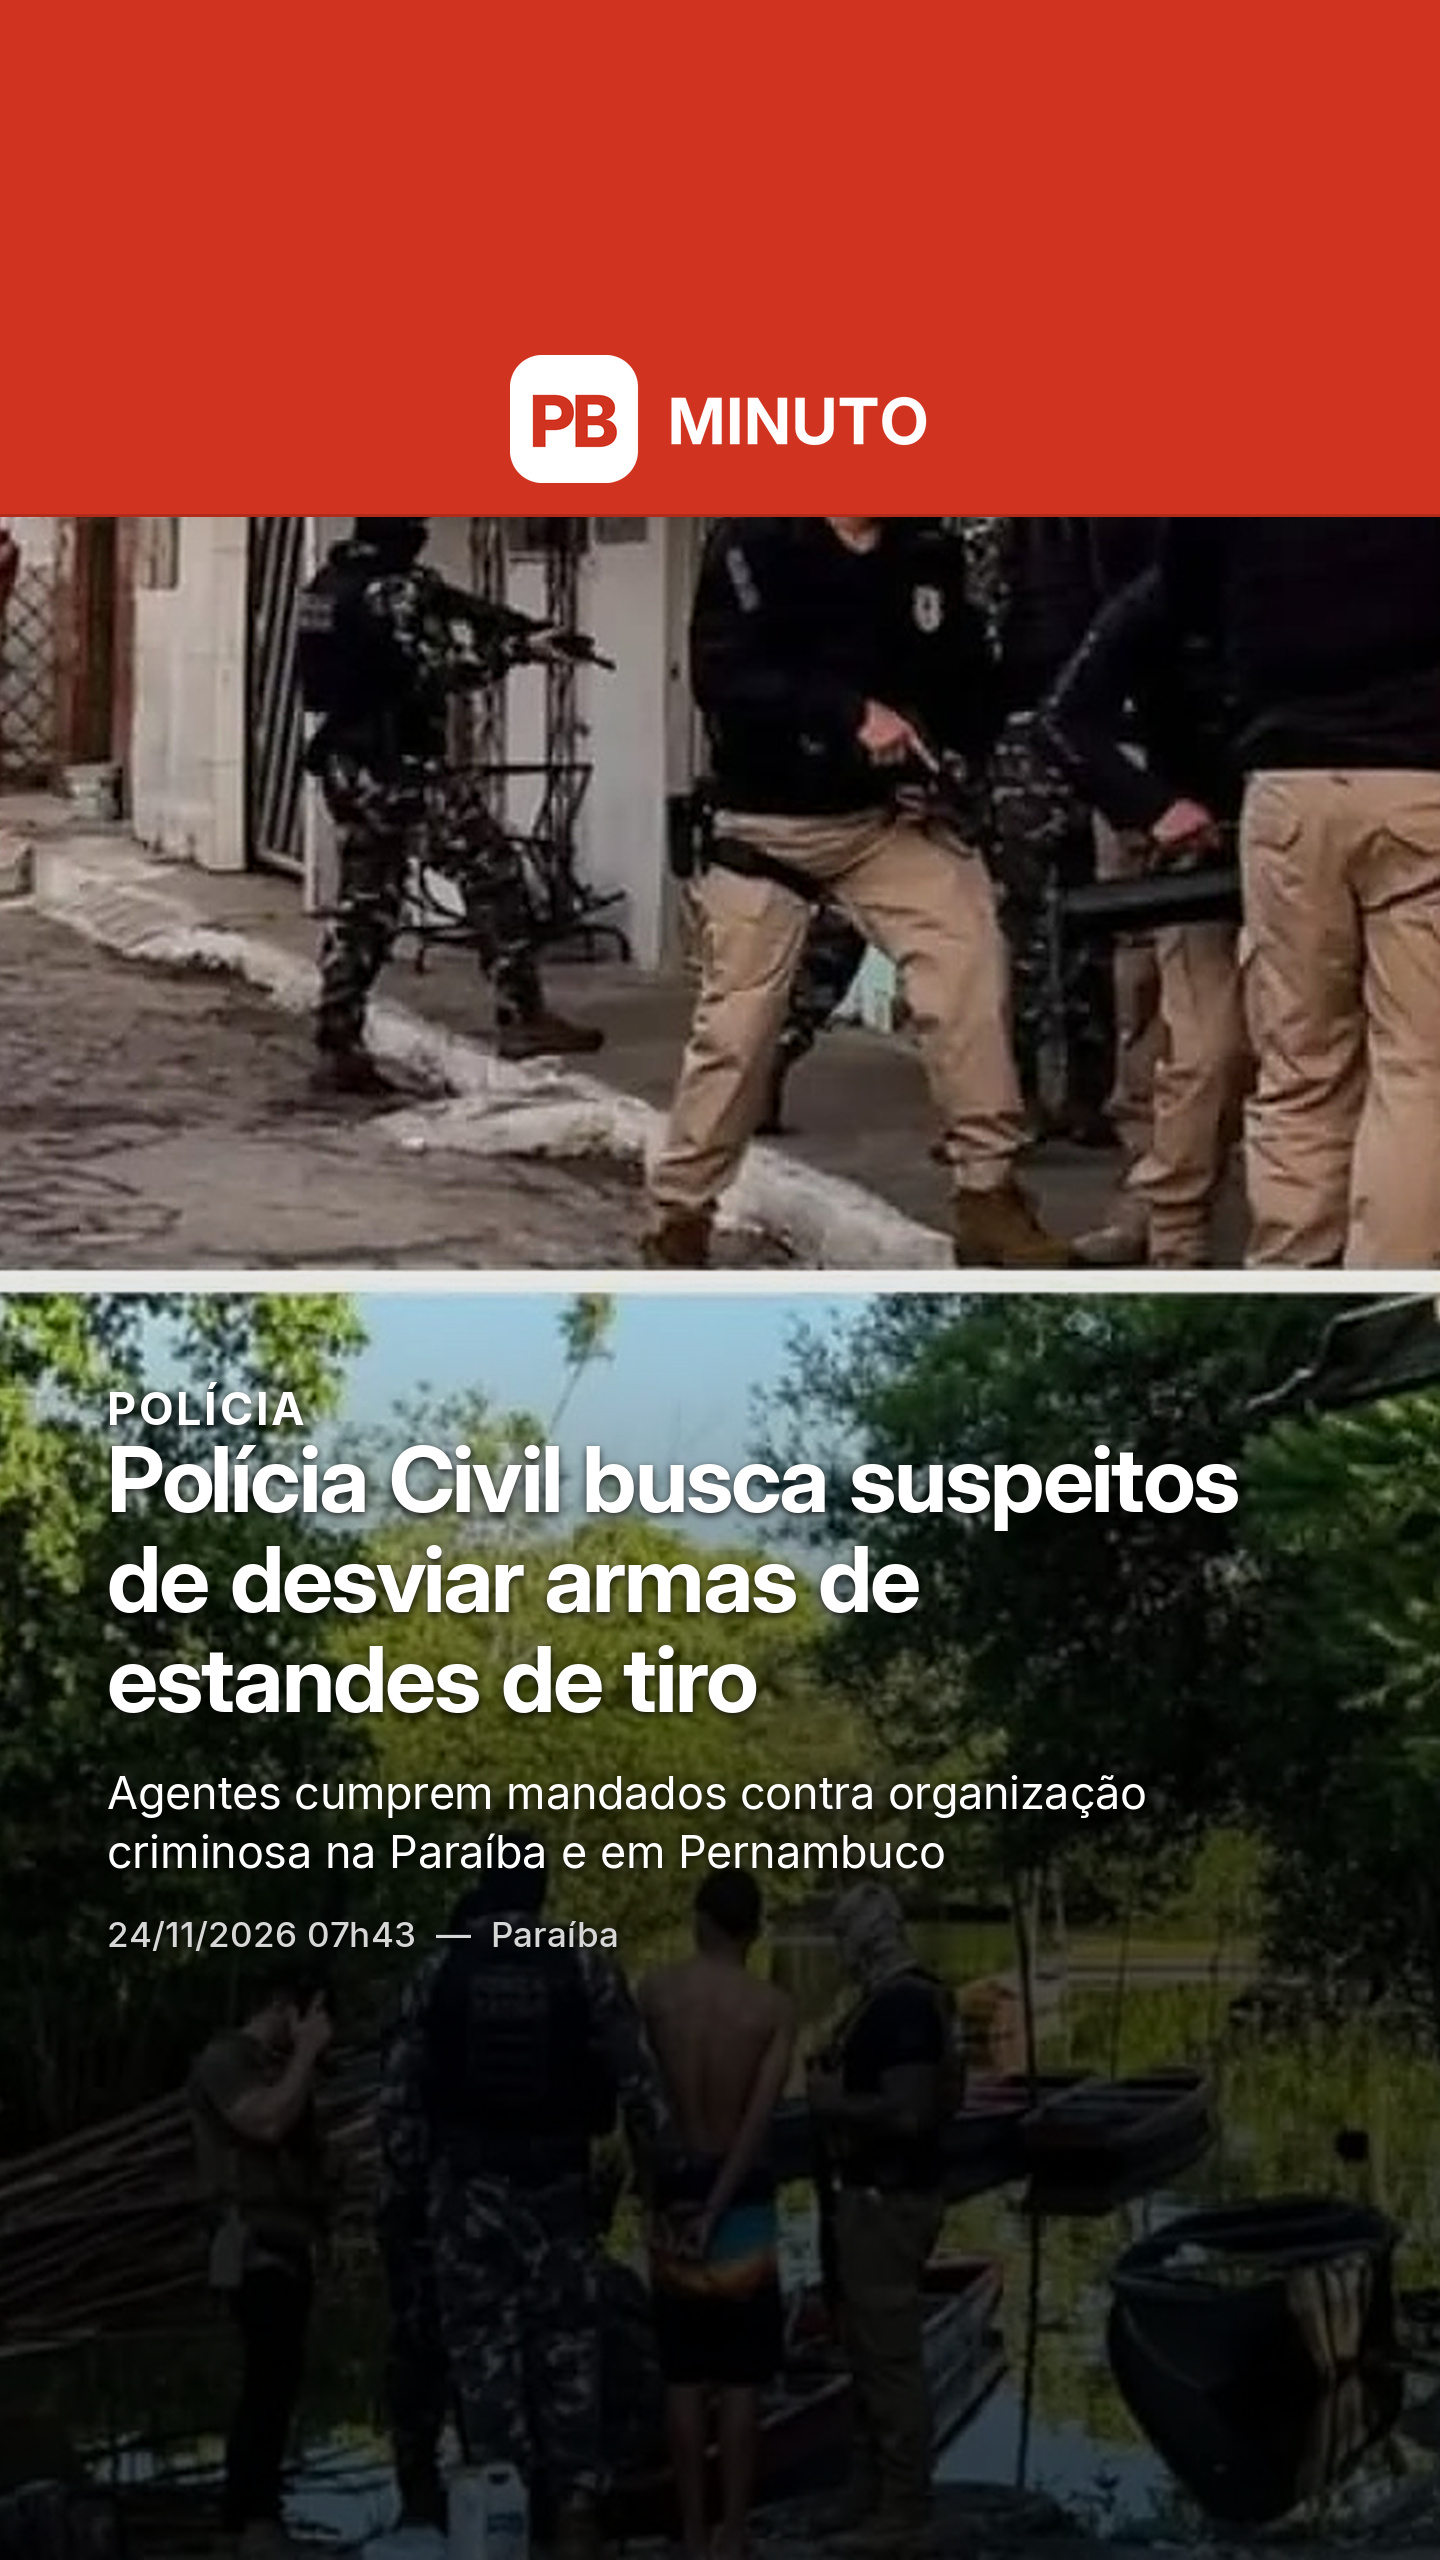 PB MINUTO
POLÍCIA
Polícia Civil busca suspeitos
de desviar armas de
estandes de tiro
Agentes cumprem mandados contra organização
criminosa na Paraíba e em Pernambuco
24/11/2026 07h43 — Paraíba